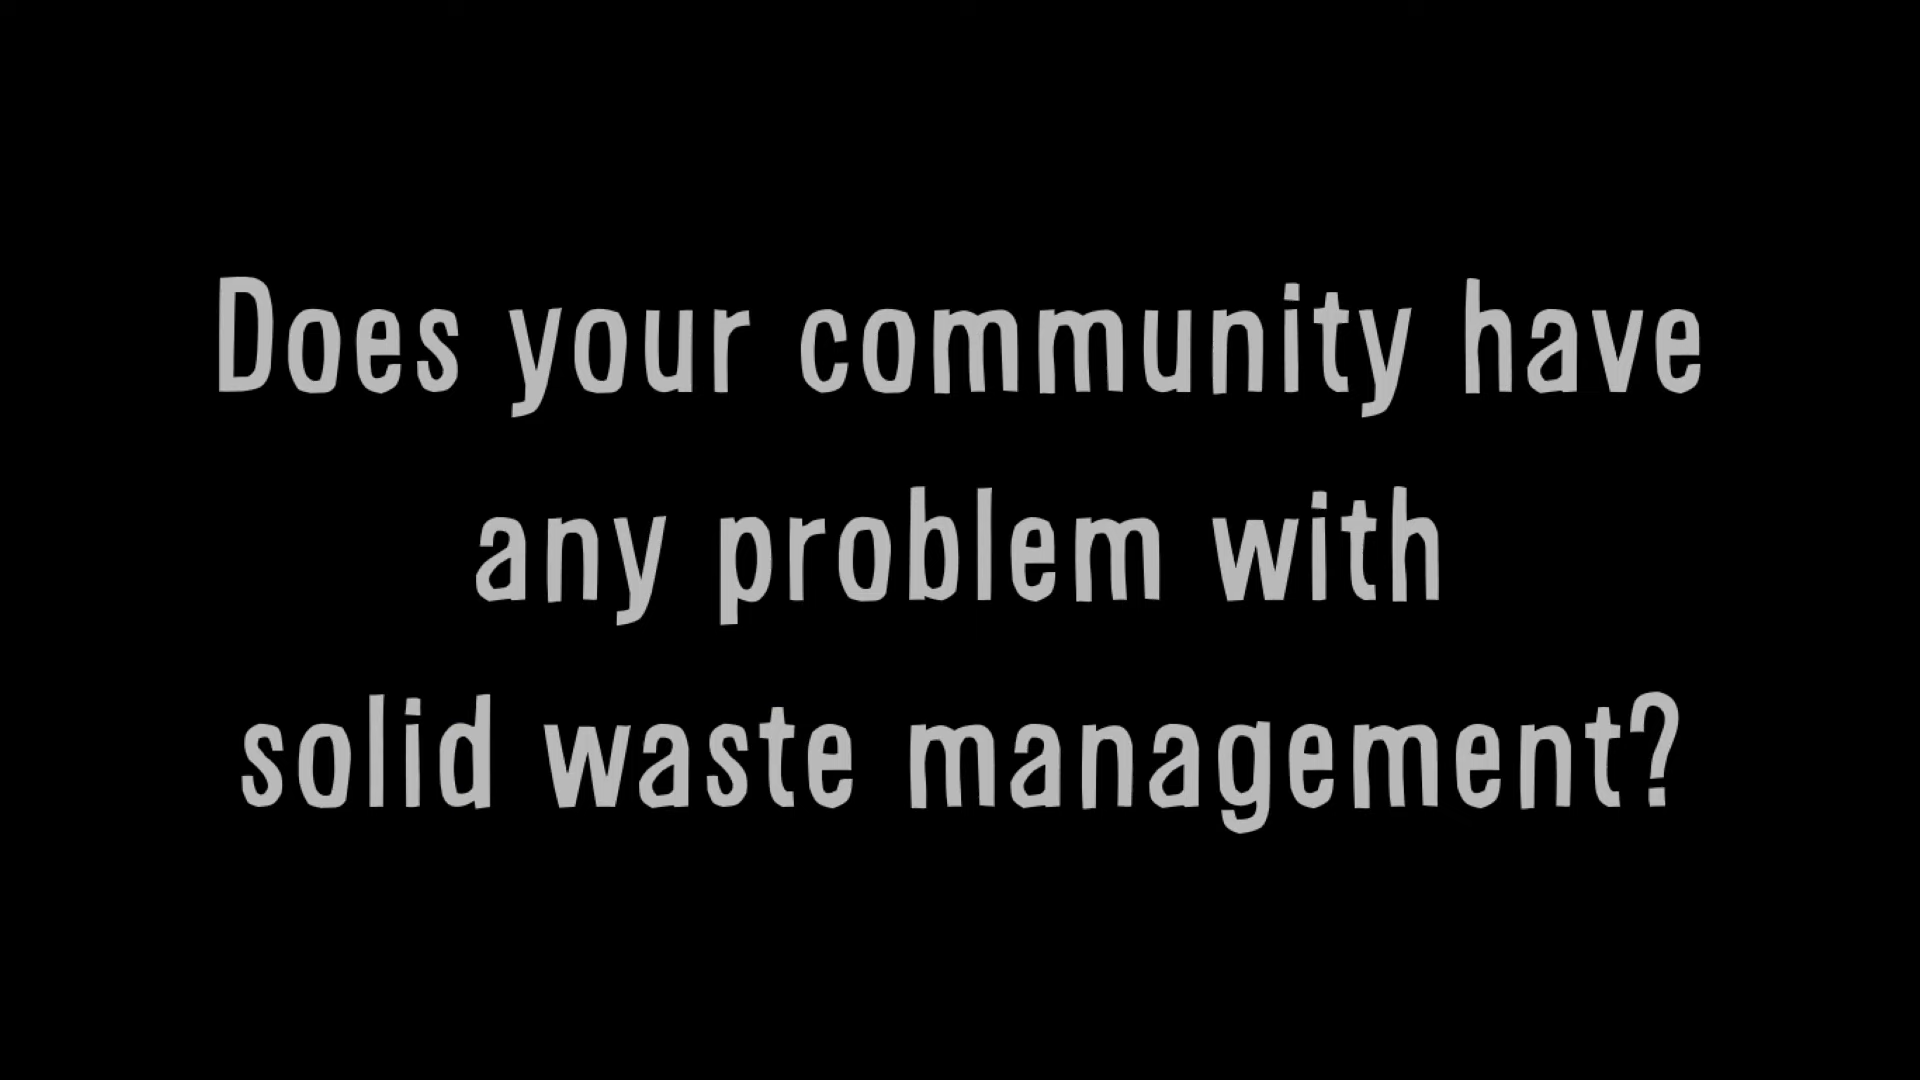 Does your community have
any problem with
solid waste management?